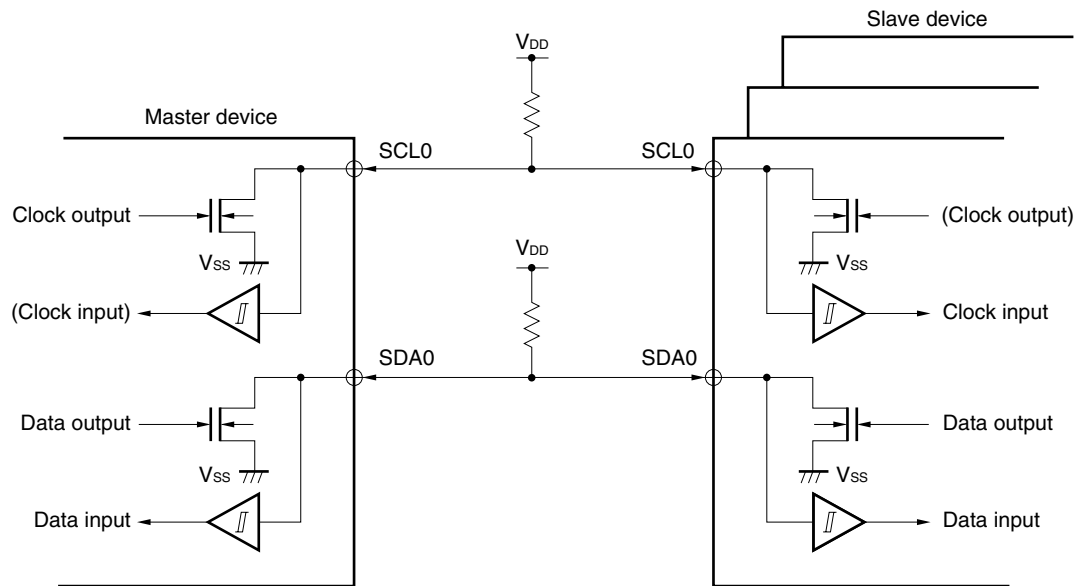 Slave device
VDD
Master device
SCL0
SCL0
Clock output
(Clock output)
VSS
VDD
VSS
(Clock input)
Clock input
SDA0
SDA0
Data output
Data output
VSS
VSS
Data input
Data input